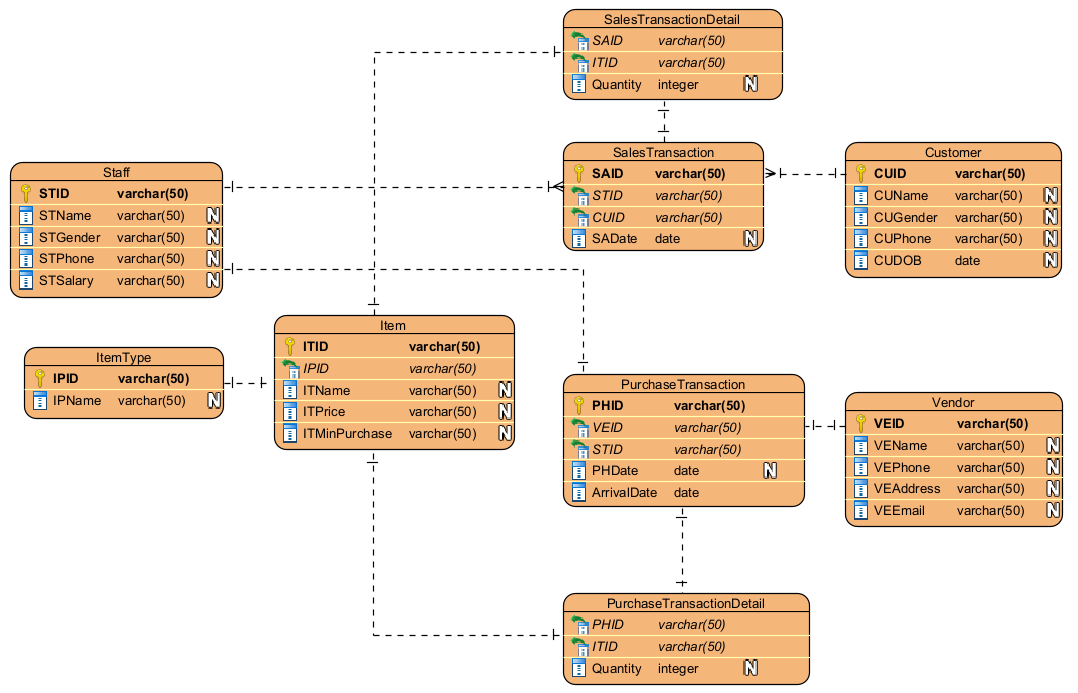 SalesTransactionDetail
SAID varchar(50)
ITID varchar(50)
Quantity integer N
SalesTransaction
SAID varchar(50)
STID varchar(50)
CUID varchar(50)
SADate date N
Customer
CUID varchar(50)
CUName varchar(50) N
CUGender varchar(50) N
CUPhone varchar(50) N
CUDOB date N
Staff
STID varchar(50)
STName varchar(50) N
STGender varchar(50) N
STPhone varchar(50) N
STSalary varchar(50) N
Item
ITID varchar(50)
IPID varchar(50)
ITName varchar(50) N
ITPrice varchar(50) N
ITMinPurchase varchar(50) N
ItemType
IPID varchar(50)
IPName varchar(50) N
PurchaseTransaction
PHID varchar(50)
VEID varchar(50)
STID varchar(50)
PHDate date N
ArrivalDate date
Vendor
VEID varchar(50)
VEName varchar(50) N
VEPhone varchar(50) N
VEAddress varchar(50) N
VEEmail varchar(50) N
PurchaseTransactionDetail
PHID varchar(50)
ITID varchar(50)
Quantity integer N